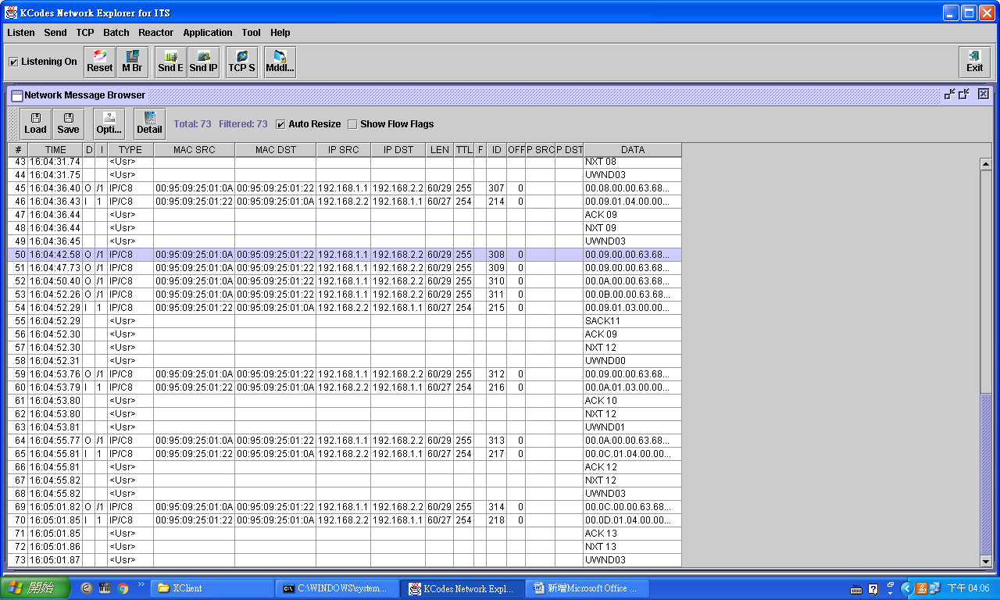 KCodes Network Explorer for ITS
Listen Send TCP Batch Reactor Application Tool Help
Listening On Reset M Br Snd E Snd IP TCP S Mddl... Exit
Network Message Browser
Load Save Opti... Detail Total: 73 Filtered: 73 Auto Resize Show Flow Flags
# TIME D I TYPE MAC SRC MAC DST IP SRC IP DST LEN TTL F ID OFF P SRC P DST DATA
43 16:04:31.74 <Usr> NXT 08
44 16:04:31.75 <Usr> UWND03
45 16:04:36.40 O /1 IP/C8 00:95:09:25:01:0A 00:95:09:25:01:22 192.168.1.1 192.168.2.2 60/29 255 307 0 00.08.00.00.63.68...
46 16:04:36.43 I 1 IP/C8 00:95:09:25:01:22 00:95:09:25:01:0A 192.168.2.2 192.168.1.1 60/27 254 214 0 00.09.01.04.00.00...
47 16:04:36.44 <Usr> ACK 09
48 16:04:36.44 <Usr> NXT 09
49 16:04:36.45 <Usr> UWND03
50 16:04:42.58 O /1 IP/C8 00:95:09:25:01:0A 00:95:09:25:01:22 192.168.1.1 192.168.2.2 60/29 255 308 0 00.09.00.00.63.68...
51 16:04:47.73 O /1 IP/C8 00:95:09:25:01:0A 00:95:09:25:01:22 192.168.1.1 192.168.2.2 60/29 255 309 0 00.09.00.00.63.68...
52 16:04:50.40 O /1 IP/C8 00:95:09:25:01:0A 00:95:09:25:01:22 192.168.1.1 192.168.2.2 60/29 255 310 0 00.0A.00.00.63.68...
53 16:04:52.26 O /1 IP/C8 00:95:09:25:01:0A 00:95:09:25:01:22 192.168.1.1 192.168.2.2 60/29 255 311 0 00.0B.00.00.63.68...
54 16:04:52.29 I 1 IP/C8 00:95:09:25:01:22 00:95:09:25:01:0A 192.168.2.2 192.168.1.1 60/27 254 215 0 00.09.01.03.00.00...
55 16:04:52.29 <Usr> SACK11
56 16:04:52.30 <Usr> ACK 09
57 16:04:52.30 <Usr> NXT 12
58 16:04:52.31 <Usr> UWND00
59 16:04:53.76 O /1 IP/C8 00:95:09:25:01:0A 00:95:09:25:01:22 192.168.1.1 192.168.2.2 60/29 255 312 0 00.09.00.00.63.68...
60 16:04:53.79 I 1 IP/C8 00:95:09:25:01:22 00:95:09:25:01:0A 192.168.2.2 192.168.1.1 60/27 254 216 0 00.0A.01.03.00.00...
61 16:04:53.80 <Usr> ACK 10
62 16:04:53.80 <Usr> NXT 12
63 16:04:53.81 <Usr> UWND01
64 16:04:55.77 O /1 IP/C8 00:95:09:25:01:0A 00:95:09:25:01:22 192.168.1.1 192.168.2.2 60/29 255 313 0 00.0A.00.00.63.68...
65 16:04:55.81 I 1 IP/C8 00:95:09:25:01:22 00:95:09:25:01:0A 192.168.2.2 192.168.1.1 60/27 254 217 0 00.0C.01.04.00.00...
66 16:04:55.81 <Usr> ACK 12
67 16:04:55.82 <Usr> NXT 12
68 16:04:55.82 <Usr> UWND03
69 16:05:01.82 O /1 IP/C8 00:95:09:25:01:0A 00:95:09:25:01:22 192.168.1.1 192.168.2.2 60/29 255 314 0 00.0C.00.00.63.68...
70 16:05:01.85 I 1 IP/C8 00:95:09:25:01:22 00:95:09:25:01:0A 192.168.2.2 192.168.1.1 60/27 254 218 0 00.0D.01.04.00.00...
71 16:05:01.85 <Usr> ACK 13
72 16:05:01.86 <Usr> NXT 13
73 16:05:01.87 <Usr> UWND03
開始 XClient C:\WINDOWS\system... KCodes Network Expl... 新增Microsoft Office ... 下午 04:06